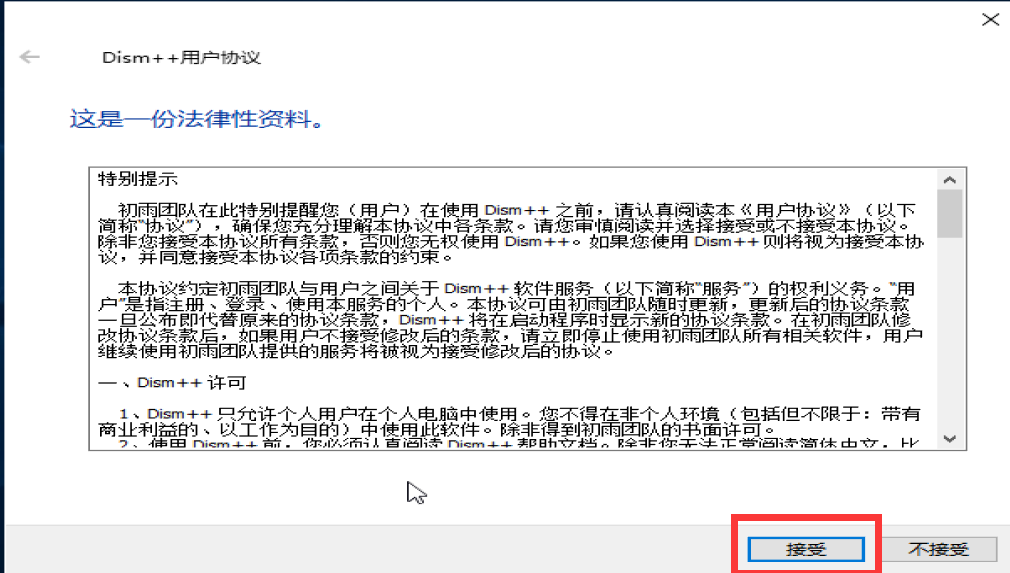 Dism++用户协议
这是一份法律性资料。
特别提示
初雨团队在此特别提醒您（用户）在使用 Dism++ 之前，请认真阅读本《用户协议》（以下
简称“协议”），确保您充分理解本协议中各条款。请您审慎阅读并选择接受或不接受本协议。
除非您接受本协议所有条款，否则您无权使用 Dism++。如果您使用 Dism++ 则将视为接受本协
议，并同意接受本协议各项条款的约束。
本协议约定初雨团队与用户之间关于 Dism++ 软件服务（以下简称“服务”）的权利义务。“用
户”是指注册、登录、使用本服务的个人。本协议可由初雨团队随时更新，更新后的协议条款
一旦公布即代替原来的协议条款，Dism++ 将在启动程序时显示新的协议条款。在初雨团队修
改协议条款后，如果用户不接受修改后的条款，请立即停止使用初雨团队所有相关软件，用户
继续使用初雨团队提供的服务将被视为接受修改后的协议。
一、Dism++ 许可
1、Dism++ 只允许个人用户在个人电脑中使用。您不得在非个人环境（包括但不限于：带有
商业利益的、以工作为目的）中使用此软件。除非得到初雨团队的书面许可。
2、使用 Dism++ 前，您必须认真阅读 Dism++ 帮助文档。除非您无法正常阅读简体中文，比
接受
不接受